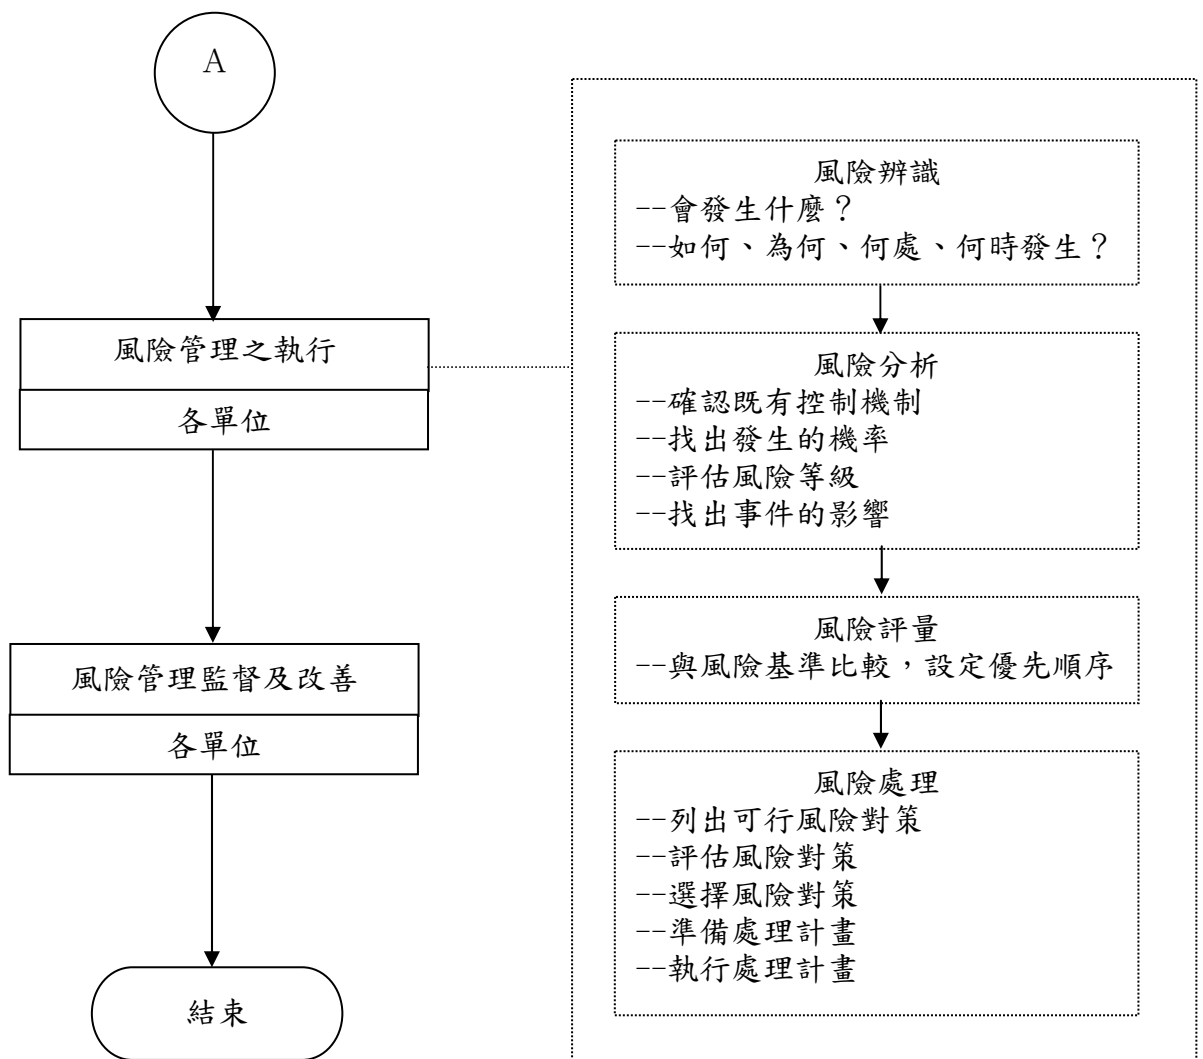 A
風險管理之執行
各單位
風險管理監督及改善
各單位
結束
風險辨識
--會發生什麼？
--如何、為何、何處、何時發生？
風險分析
--確認既有控制機制
--找出發生的機率
--評估風險等級
--找出事件的影響
風險評量
--與風險基準比較，設定優先順序
風險處理
--列出可行風險對策
--評估風險對策
--選擇風險對策
--準備處理計畫
--執行處理計畫